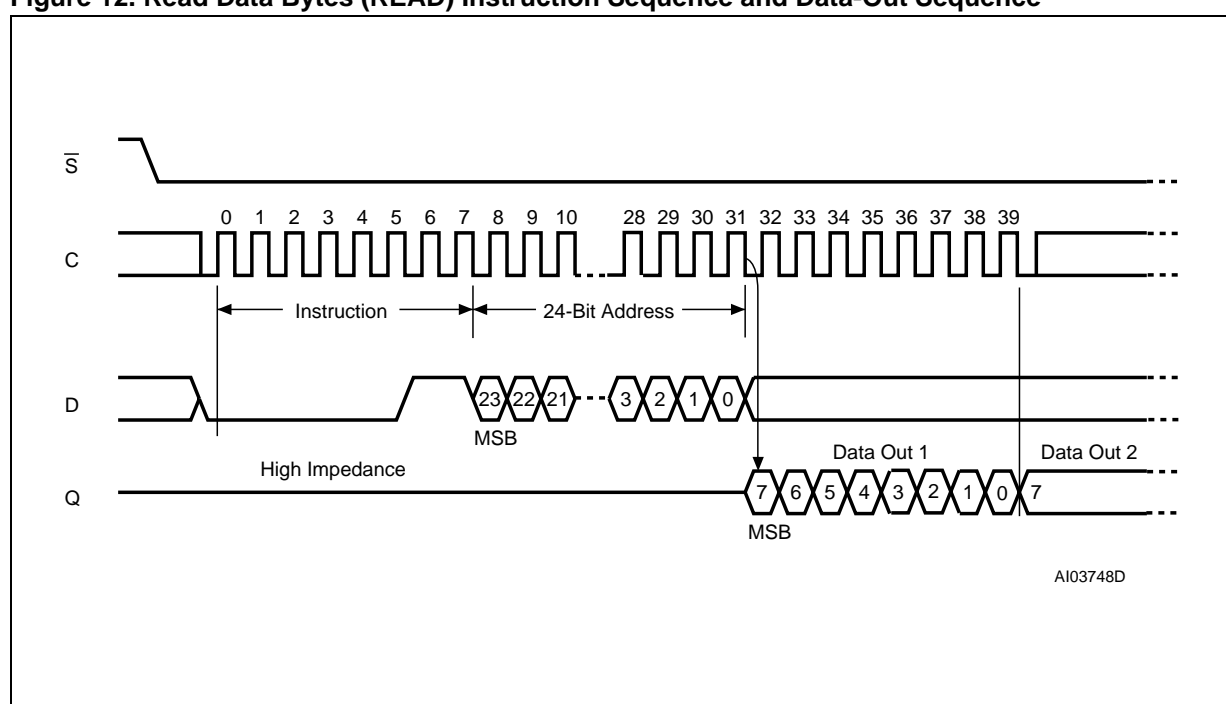 Figure 12. Read Data Bytes (READ) Instruction Sequence and Data-Out Sequence
S
0 1 2 3 4 5 6 7 8 9 10 28 29 30 31 32 33 34 35 36 37 38 39
C
Instruction 24-Bit Address
D 23 22 21 3 2 1 0
MSB
High Impedance Data Out 1 Data Out 2
Q 7 6 5 4 3 2 1 0 7
MSB
AI03748D